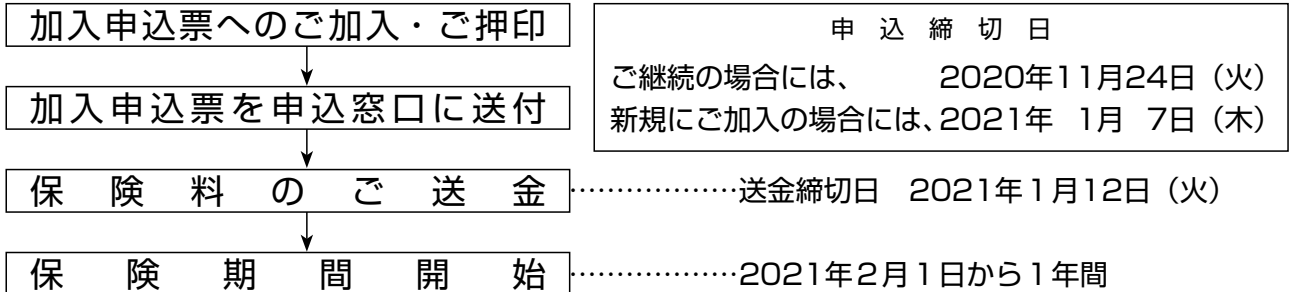 加入申込票へのご加入・ご押印
加入申込票を申込窓口に送付
保険料のご送金………………送金締切日 2021年1月12日（火）
保険期間開始………………2021年2月1日から1年間
申込締切日
ご継続の場合には、 2020年11月24日（火）
新規にご加入の場合には、2021年 1月 7日（木）